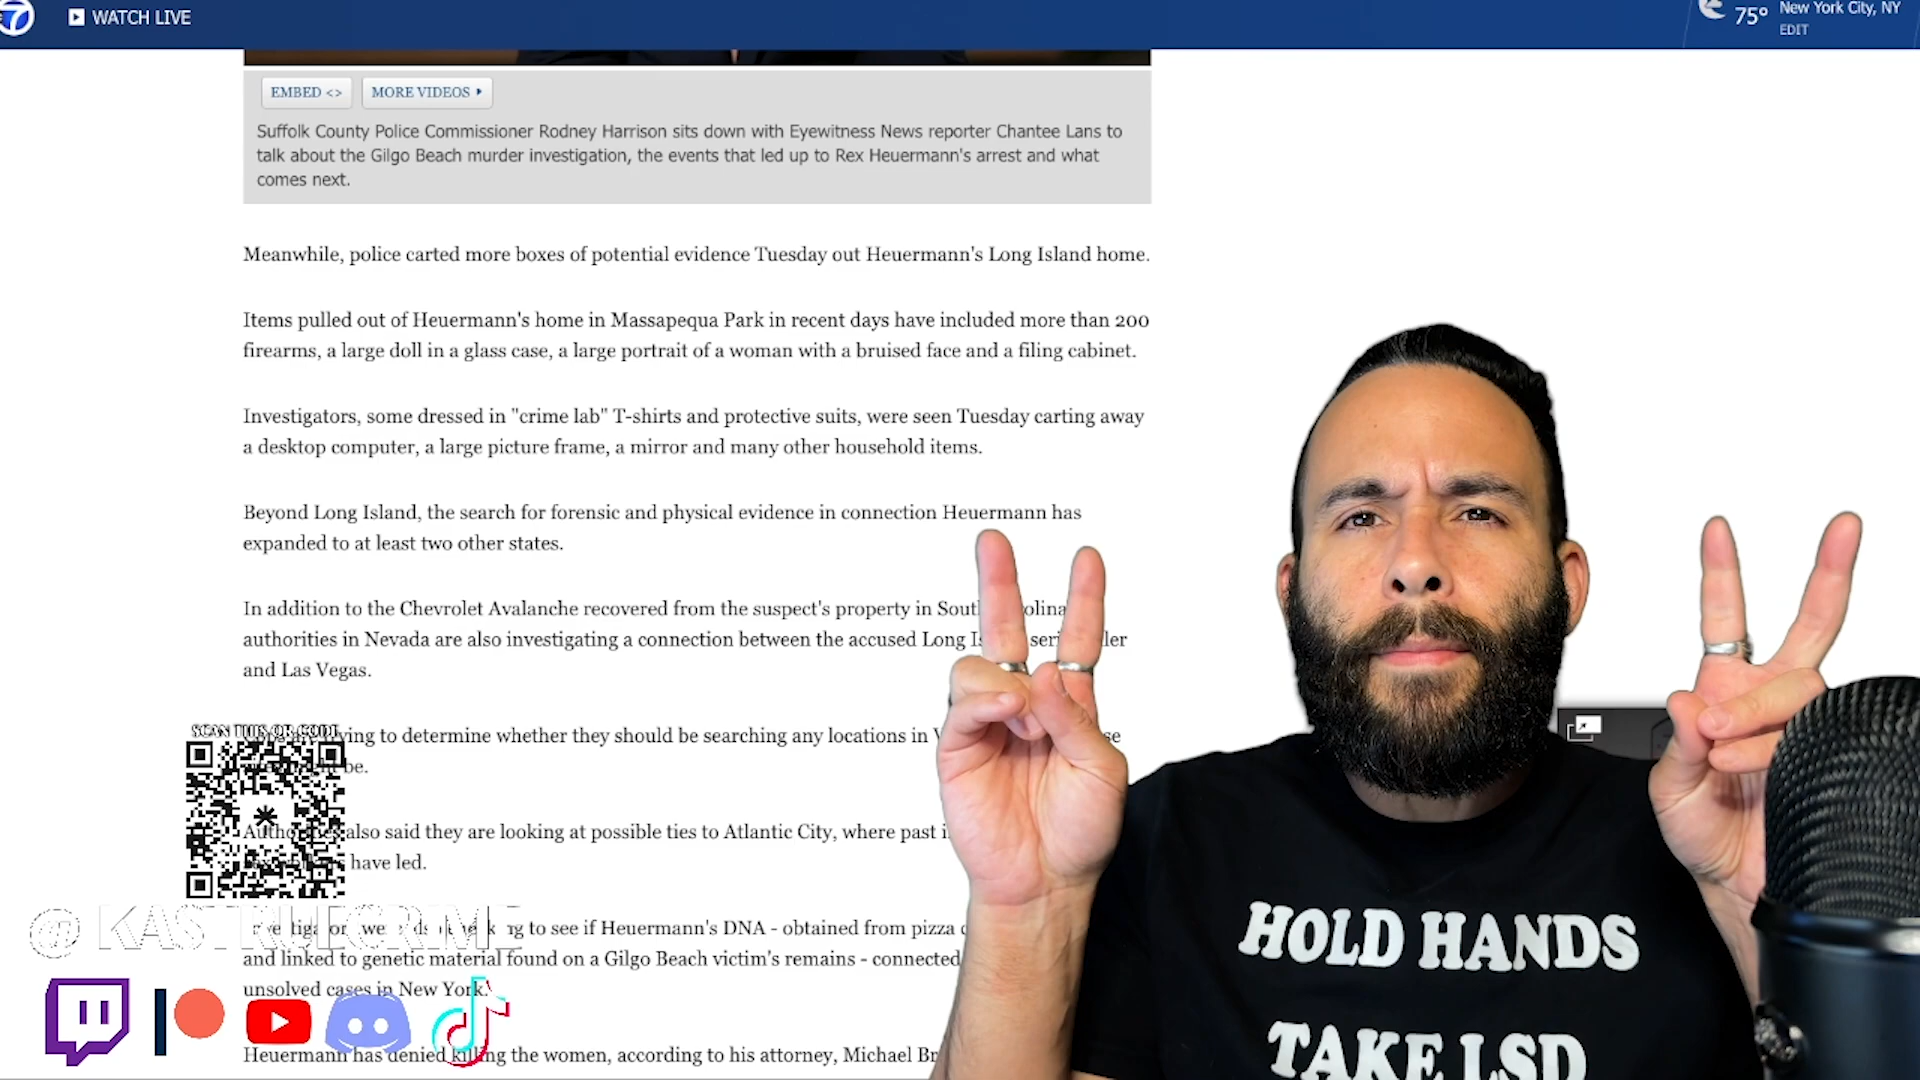 7
WATCH LIVE
75°
New York City, NY
EDIT
EMBED <>
MORE VIDEOS
Suffolk County Police Commissioner Rodney Harrison sits down with Eyewitness News reporter Chantee Lans to
talk about the Gilgo Beach murder investigation, the events that led up to Rex Heuermann's arrest and what
comes next.
Meanwhile, police carted more boxes of potential evidence Tuesday out Heuermann's Long Island home.
Items pulled out of Heuermann's home in Massapequa Park in recent days have included more than 200
firearms, a large doll in a glass case, a large portrait of a woman with a bruised face and a filing cabinet.
Investigators, some dressed in "crime lab" T-shirts and protective suits, were seen Tuesday carting away
a desktop computer, a large picture frame, a mirror and many other household items.
Beyond Long Island, the search for forensic and physical evidence in connection Heuermann has
expanded to at least two other states.
In addition to the Chevrolet Avalanche recovered from the suspect's property in
authorities in Nevada are also investigating a connection between the accused Long
and Las Vegas.
SCAN THIS QR CODE
to determine whether they should be searching any locations in
be.
also said they are looking at possible ties to Atlantic City, where past
have led.
@KASTRUECRIME
to see if Heuermann's DNA - obtained from pizza
and linked to genetic material found on a Gilgo Beach victim's remains - connected
unsolved cases in New York.
Heuermann has denied killing the women, according to his attorney, Michael
HOLD HANDS
TAKE LSD